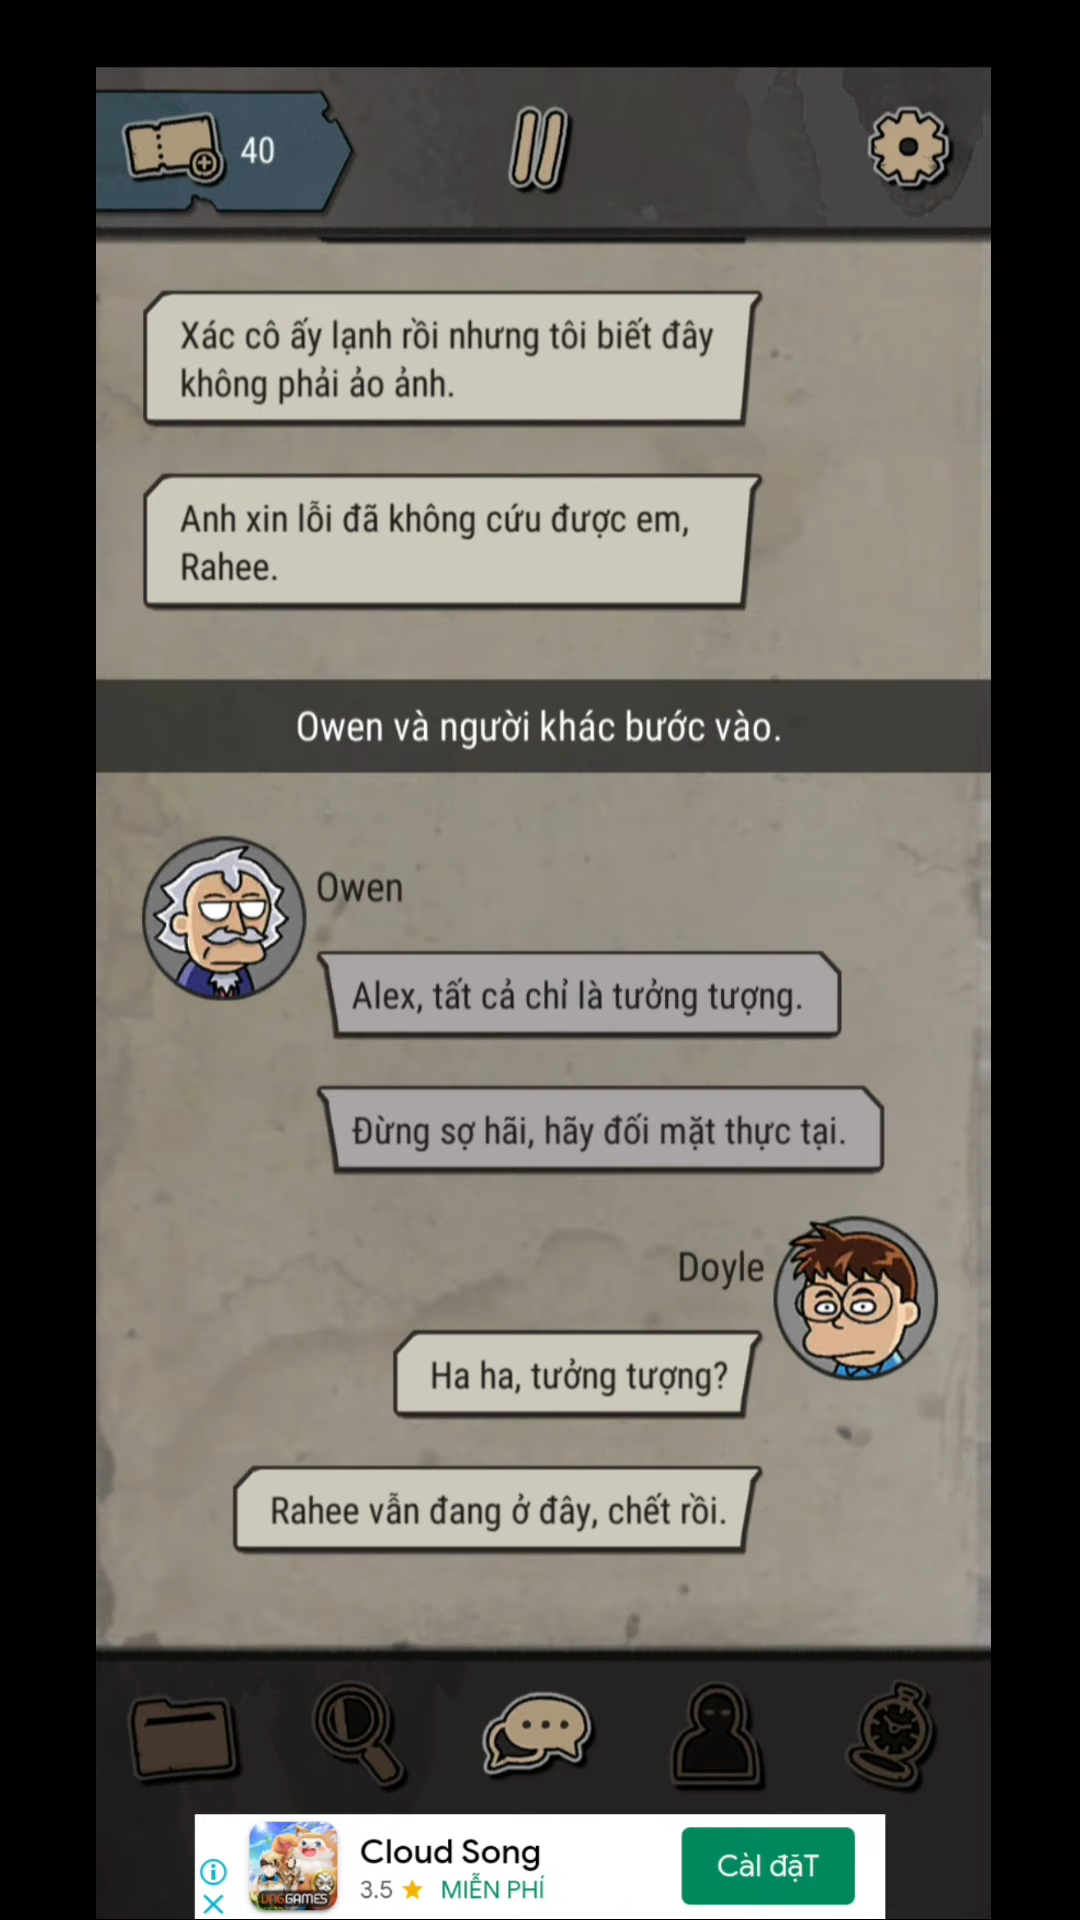 40
Xác cô ấy lạnh rồi nhưng tôi biết đây
không phải ảo ảnh.
Anh xin lỗi đã không cứu được em,
Rahee.
Owen và người khác bước vào.
Owen
Alex, tất cả chỉ là tưởng tượng.
Đừng sợ hãi, hãy đối mặt thực tại.
Doyle
Ha ha, tưởng tượng?
Rahee vẫn đang ở đây, chết rồi.
Cloud Song
3.5 ★ MIỄN PHÍ
Cài đặT
VNGGAMES